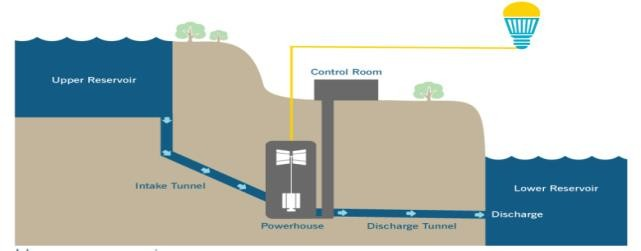 Control Room
Upper Reservoir
Intake Tunnel
Lower Reservoir
Discharge
Powerhouse
Discharge Tunnel